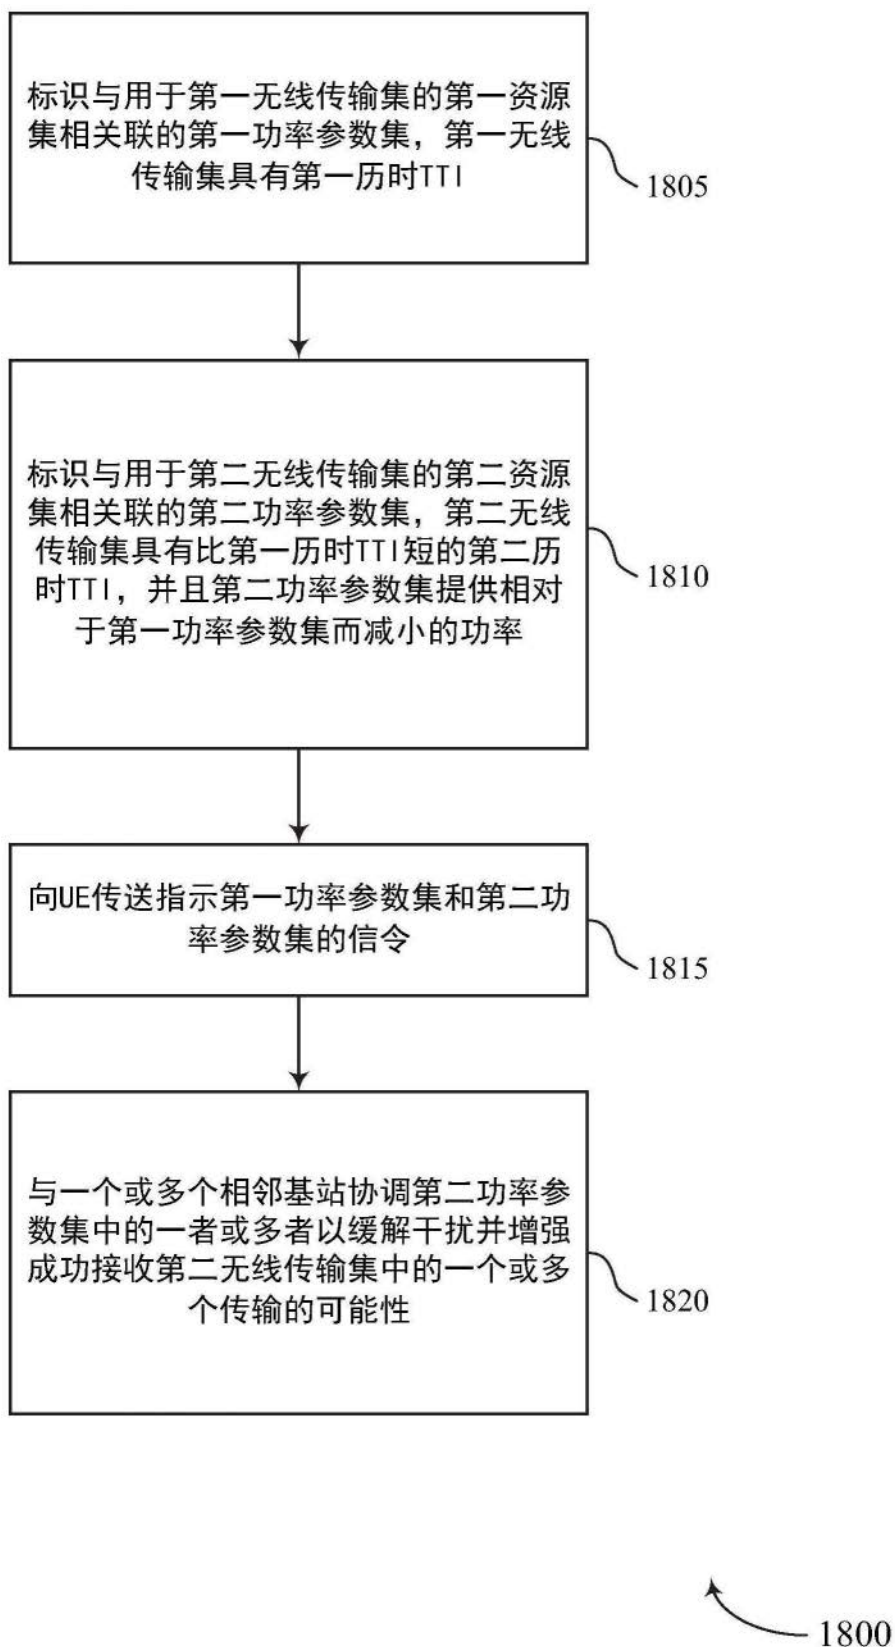 标识与用于第一无线传输集的第一资源
集相关联的第一功率参数集，第一无线
传输集具有第一历时TTI
1805
标识与用于第二无线传输集的第二资源
集相关联的第二功率参数集，第二无线
传输集具有比第一历时TTI短的第二历
时TTI，并且第二功率参数集提供相对
于第一功率参数集而减小的功率
1810
向UE传送指示第一功率参数集和第二功
率参数集的信令
1815
与一个或多个相邻基站协调第二功率参
数集中的一者或多者以缓解干扰并增强
成功接收第二无线传输集中的一个或多
个传输的可能性
1820
1800